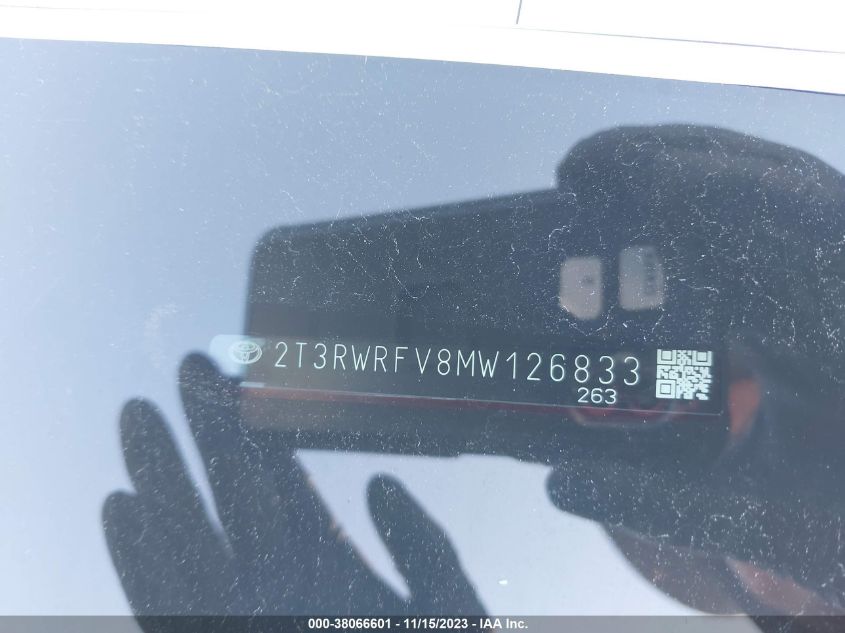 2T3RWRFV8MW126833
263
000-38066601 - 11/15/2023 - IAA Inc.